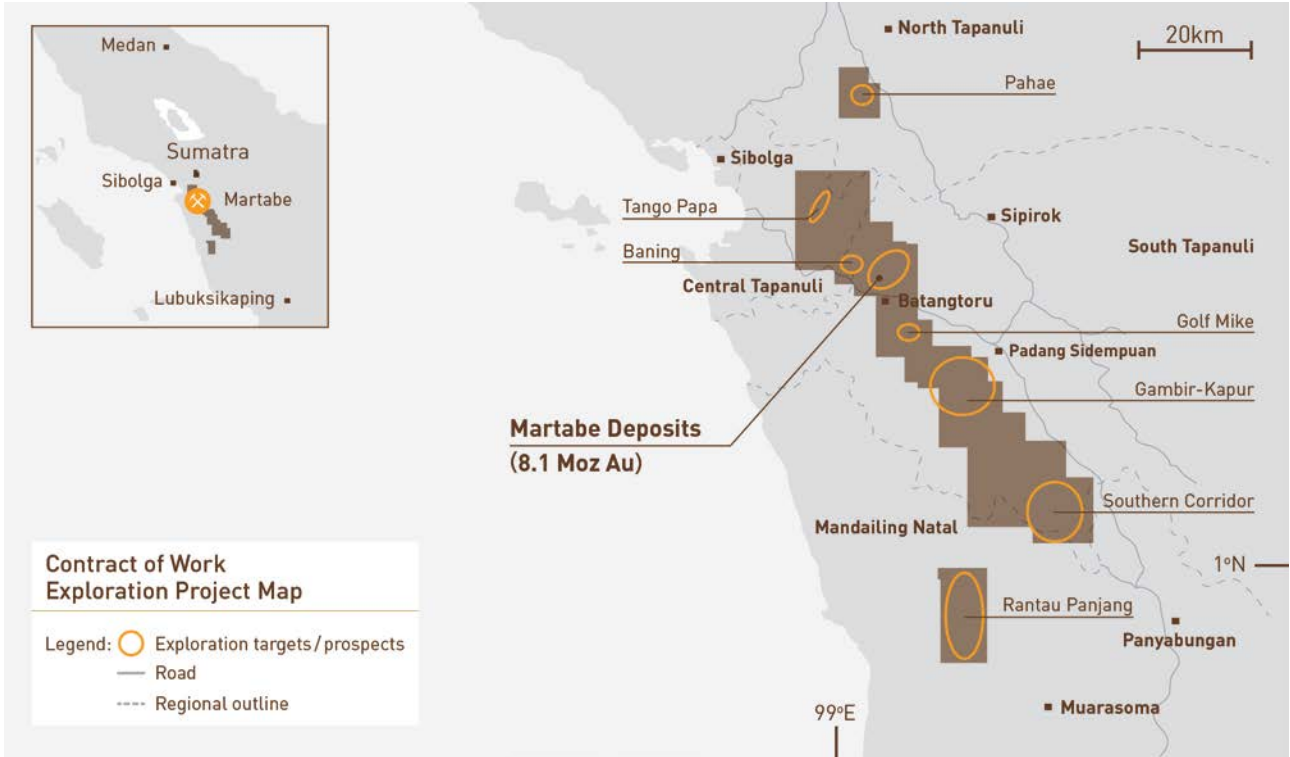 Medan
Sumatra
Sibolga
Martabe
Lubuksikaping
North Tapanuli
20km
Pahae
Sibolga
Tango Papa
Sipirok
Baning
South Tapanuli
Central Tapanuli
Batangtoru
Golf Mike
Padang Sidempuan
Gambir-Kapur
Martabe Deposits
(8.1 Moz Au)
Southern Corridor
Mandailing Natal
1ºN
Rantau Panjang
Panyabungan
Muarasoma
99ºE
Contract of Work
Exploration Project Map
Legend: Exploration targets/prospects
Road
Regional outline